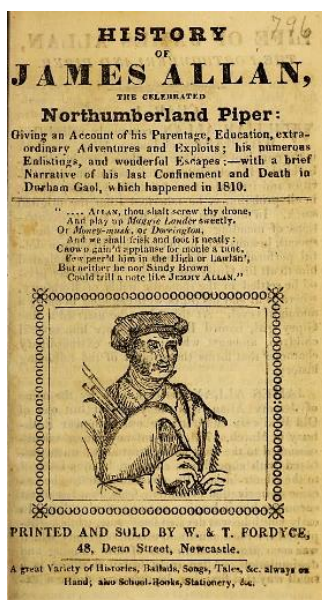 796
HISTORY
OF
JAMES ALLAN,
THE CELEBRATED
Northumberland Piper:
Giving an Account of his Parentage, Education, extra-
ordinary Adventures and Exploits; his numerous
Enlistings, and wonderful Escapes;—with a brief
Narrative of his last Confinement and Death in
Durham Gaol, which happened in 1810.
" .... ALLAN, thou shalt screw thy drone,
And play up Maggie Lauder sweetly,
Or Money-musk, or Dorrington,
And we shall frisk and foot it neatly:
Crowd gain'd applause for monie a tune,
Few peer'd him in the High or Lawlan',
But neither he nor Sandy Brown
Could trill a note like JEMMY ALLAN."
PRINTED AND SOLD BY W. & T. FORDYCE,
48, Dean Street, Newcastle.
A great Variety of Histories, Ballads, Songs, Tales, &c. always on
Hand; also School-Books, Stationery, &c.